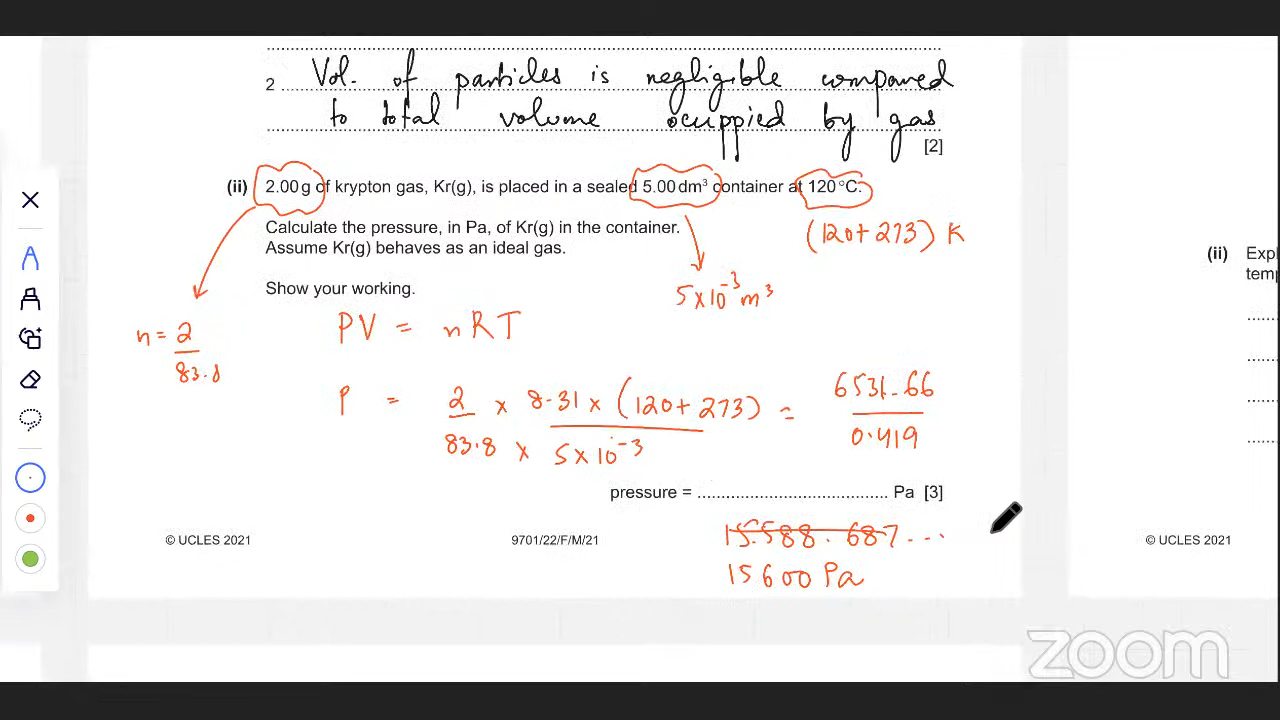 2 Vol. of particles is negligible compared
to total volume ocuppied by gas
[2]
(ii) 2.00 g of krypton gas, Kr(g), is placed in a sealed 5.00 dm³ container at 120 °C.
(120 + 273) K
Calculate the pressure, in Pa, of Kr(g) in the container.
Assume Kr(g) behaves as an ideal gas.
Show your working.
5 × 10⁻³ m³
n = 2
83.8
PV = nRT
P = 2 × 8.31 × (120 + 273) = 6531.66
83.8 × 5 × 10⁻³ 0.419
pressure = ...................................... Pa [3]
15588.687...
15600 Pa
© UCLES 2021 9701/22/F/M/21
(ii) Expl
temp
© UCLES 2021
zoom